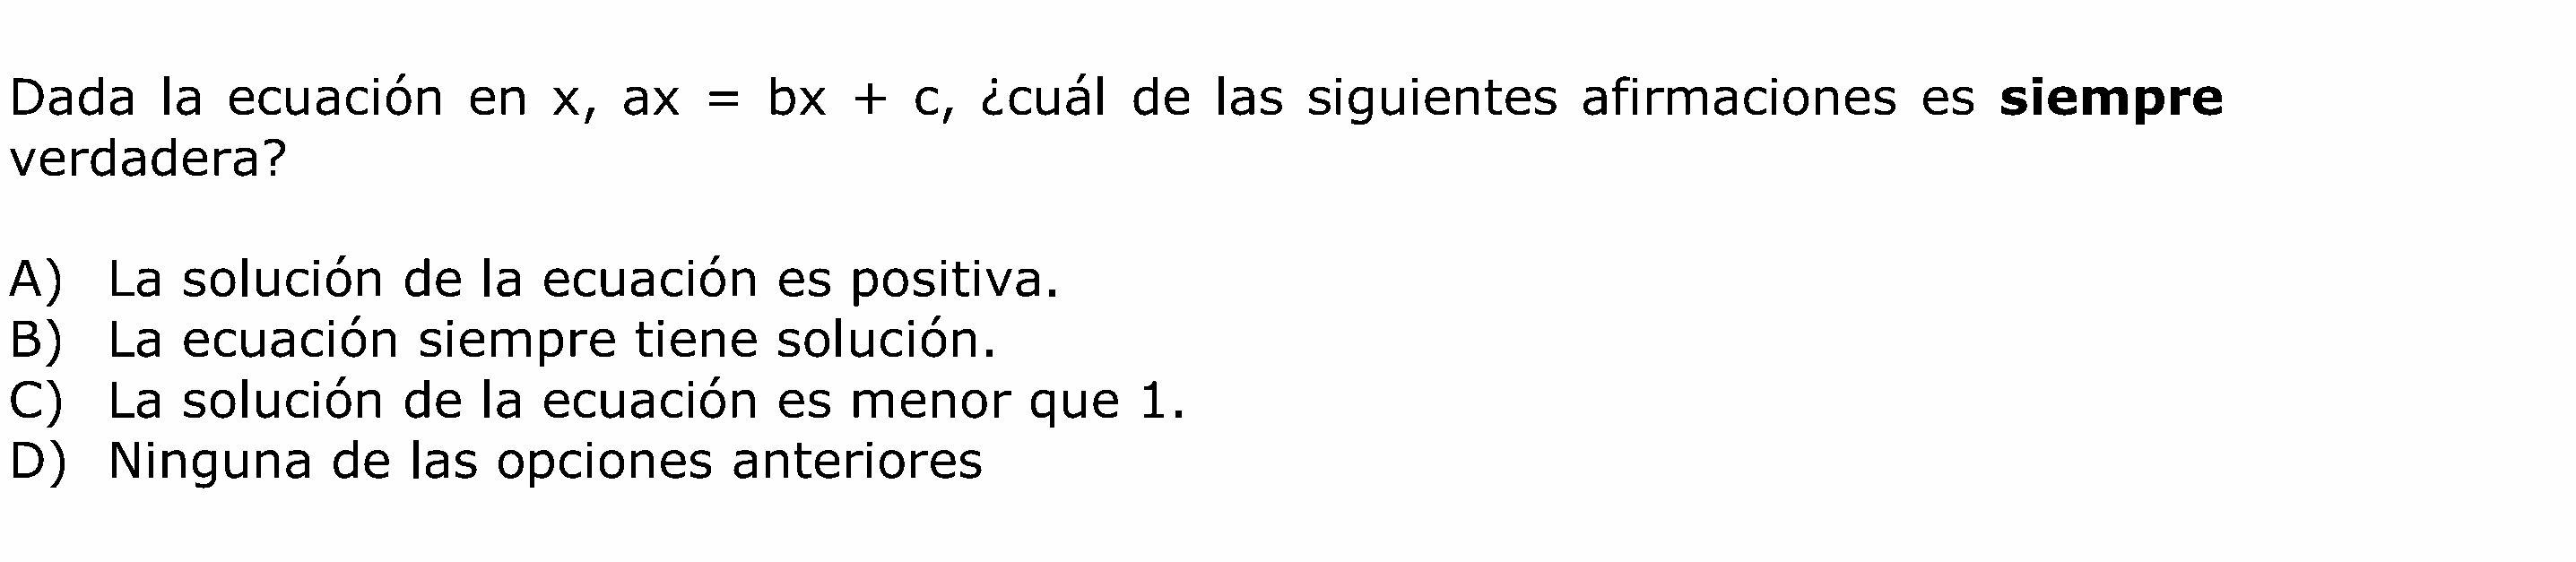 Dada la ecuación en x, ax = bx + c, ¿cuál de las siguientes afirmaciones es siempre
verdadera?
A) La solución de la ecuación es positiva.
B) La ecuación siempre tiene solución.
C) La solución de la ecuación es menor que 1.
D) Ninguna de las opciones anteriores